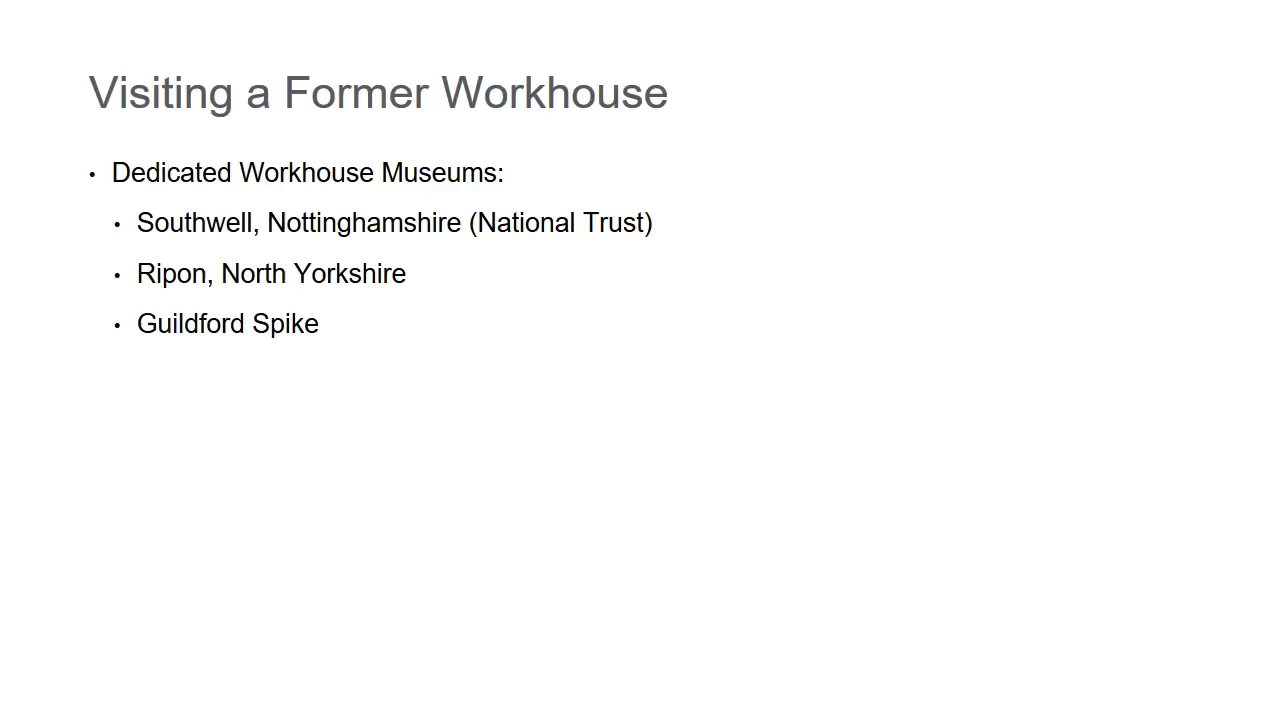 Visiting a Former Workhouse
• Dedicated Workhouse Museums:
• Southwell, Nottinghamshire (National Trust)
• Ripon, North Yorkshire
• Guildford Spike